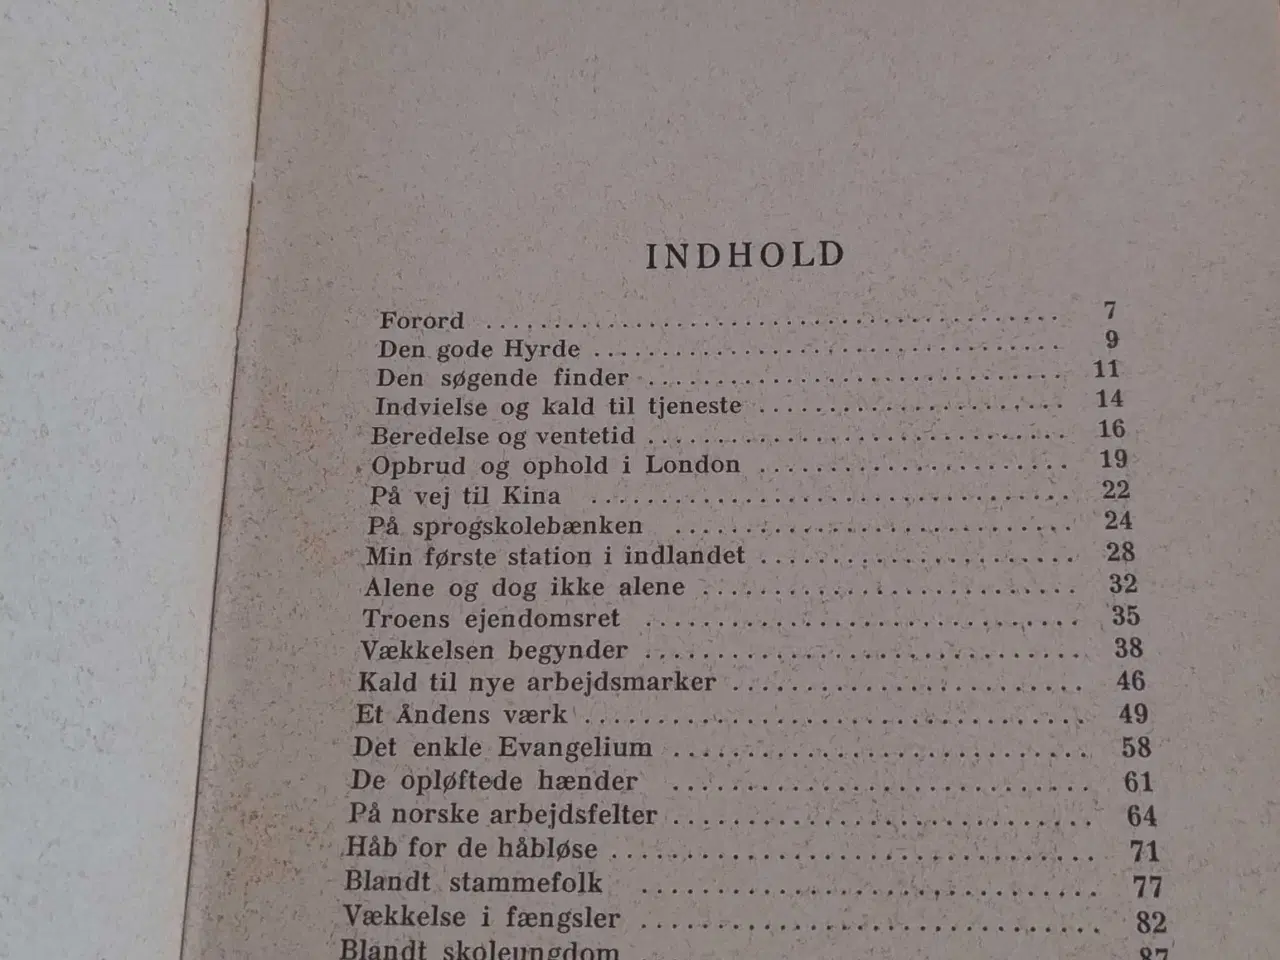 INDHOLD
Forord ........................................ 7
Den gode Hyrde ........................................ 9
Den søgende finder ........................................ 11
Indvielse og kald til tjeneste ........................................ 14
Beredelse og ventetid ........................................ 16
Opbrud og ophold i London ........................................ 19
På vej til Kina ........................................ 22
På sprogskolebænken ........................................ 24
Min første station i indlandet ........................................ 28
Alene og dog ikke alene ........................................ 32
Troens ejendomsret ........................................ 35
Vækkelsen begynder ........................................ 38
Kald til nye arbejdsmarker ........................................ 46
Et Åndens værk ........................................ 49
Det enkle Evangelium ........................................ 58
De opløftede hænder ........................................ 61
På norske arbejdsfelter ........................................ 64
Håb for de håbløse ........................................ 71
Blandt stammefolk ........................................ 77
Vækkelse i fængsler ........................................ 82
Blandt skoleungdom ........................................ 87